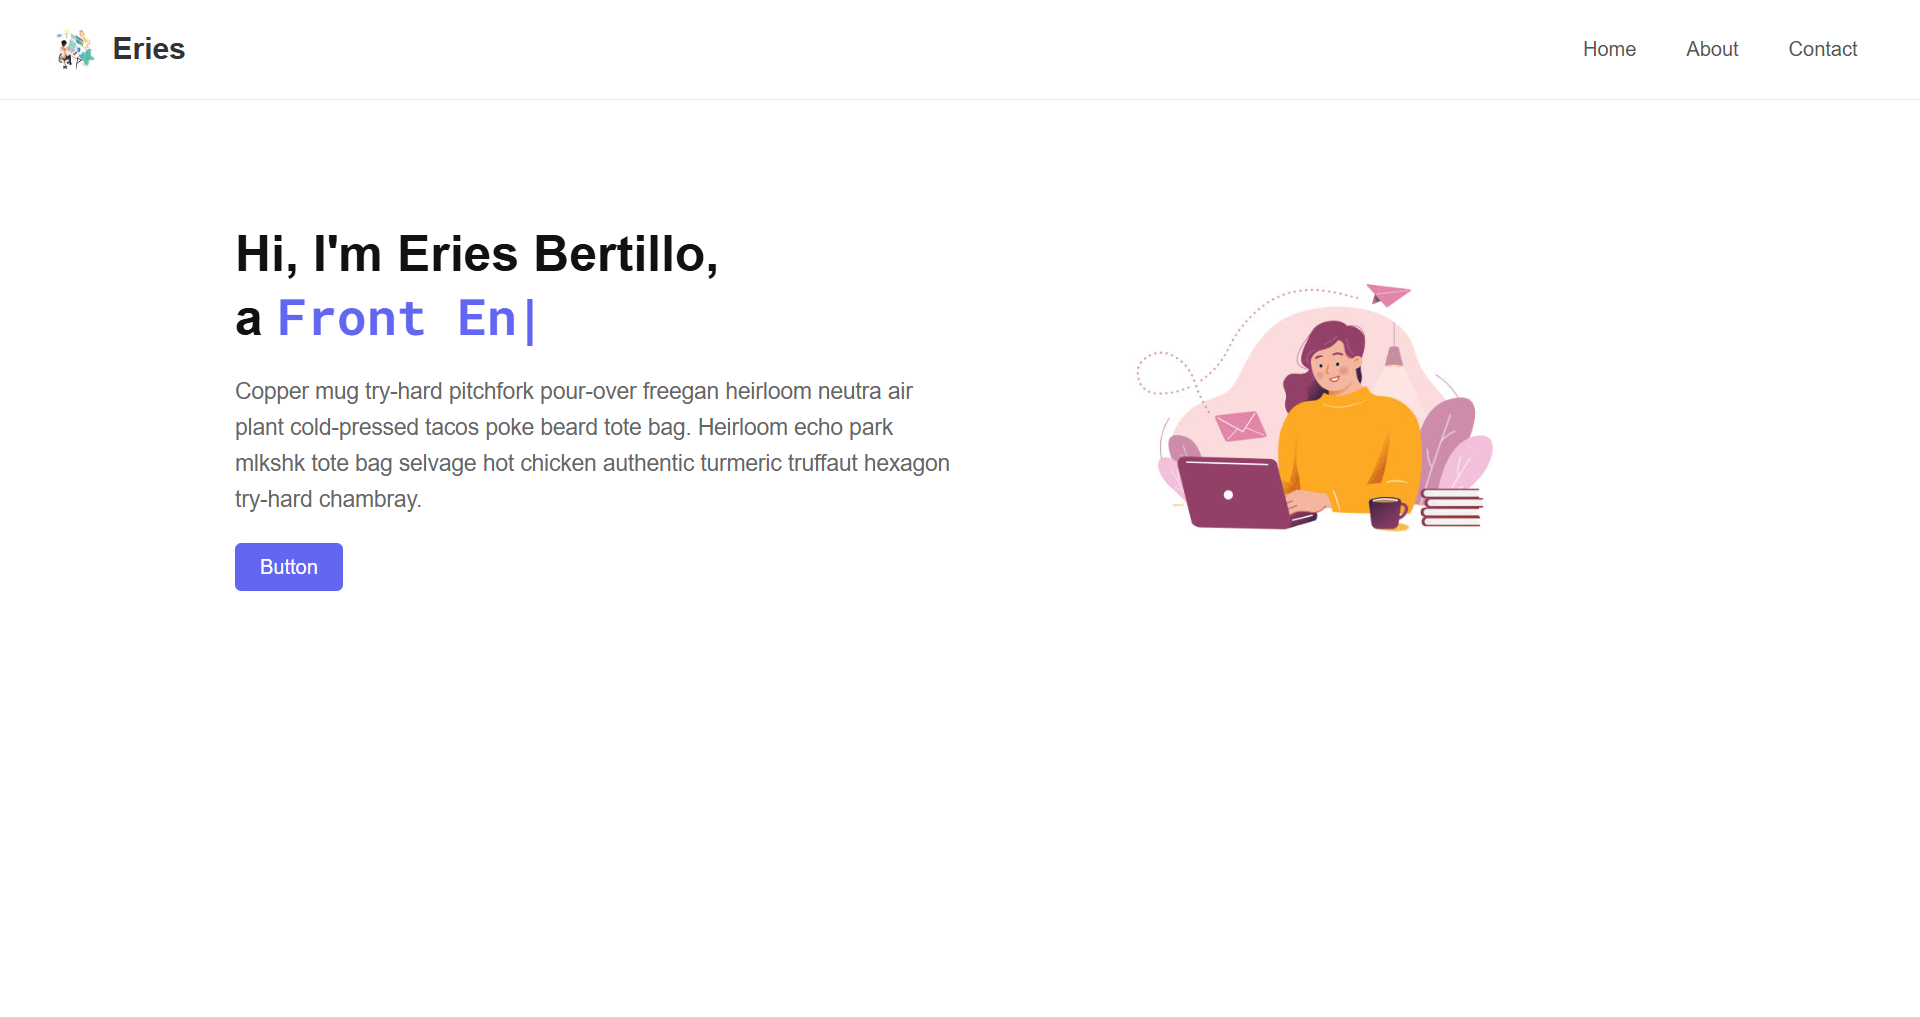 Eries
Home
About
Contact
Hi, I'm Eries Bertillo,
a Front En|
Copper mug try-hard pitchfork pour-over freegan heirloom neutra air
plant cold-pressed tacos poke beard tote bag. Heirloom echo park
mlkshk tote bag selvage hot chicken authentic turmeric truffaut hexagon
try-hard chambray.
Button